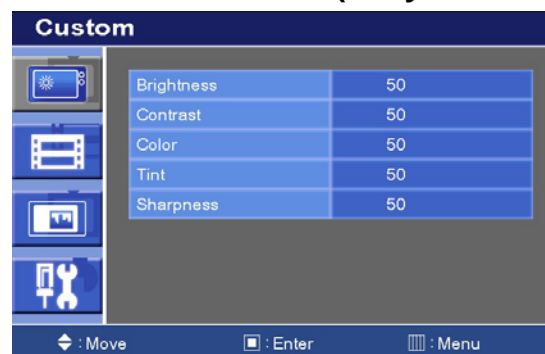 Custom
Brightness 50
Contrast 50
Color 50
Tint 50
Sharpness 50
: Move : Enter : Menu